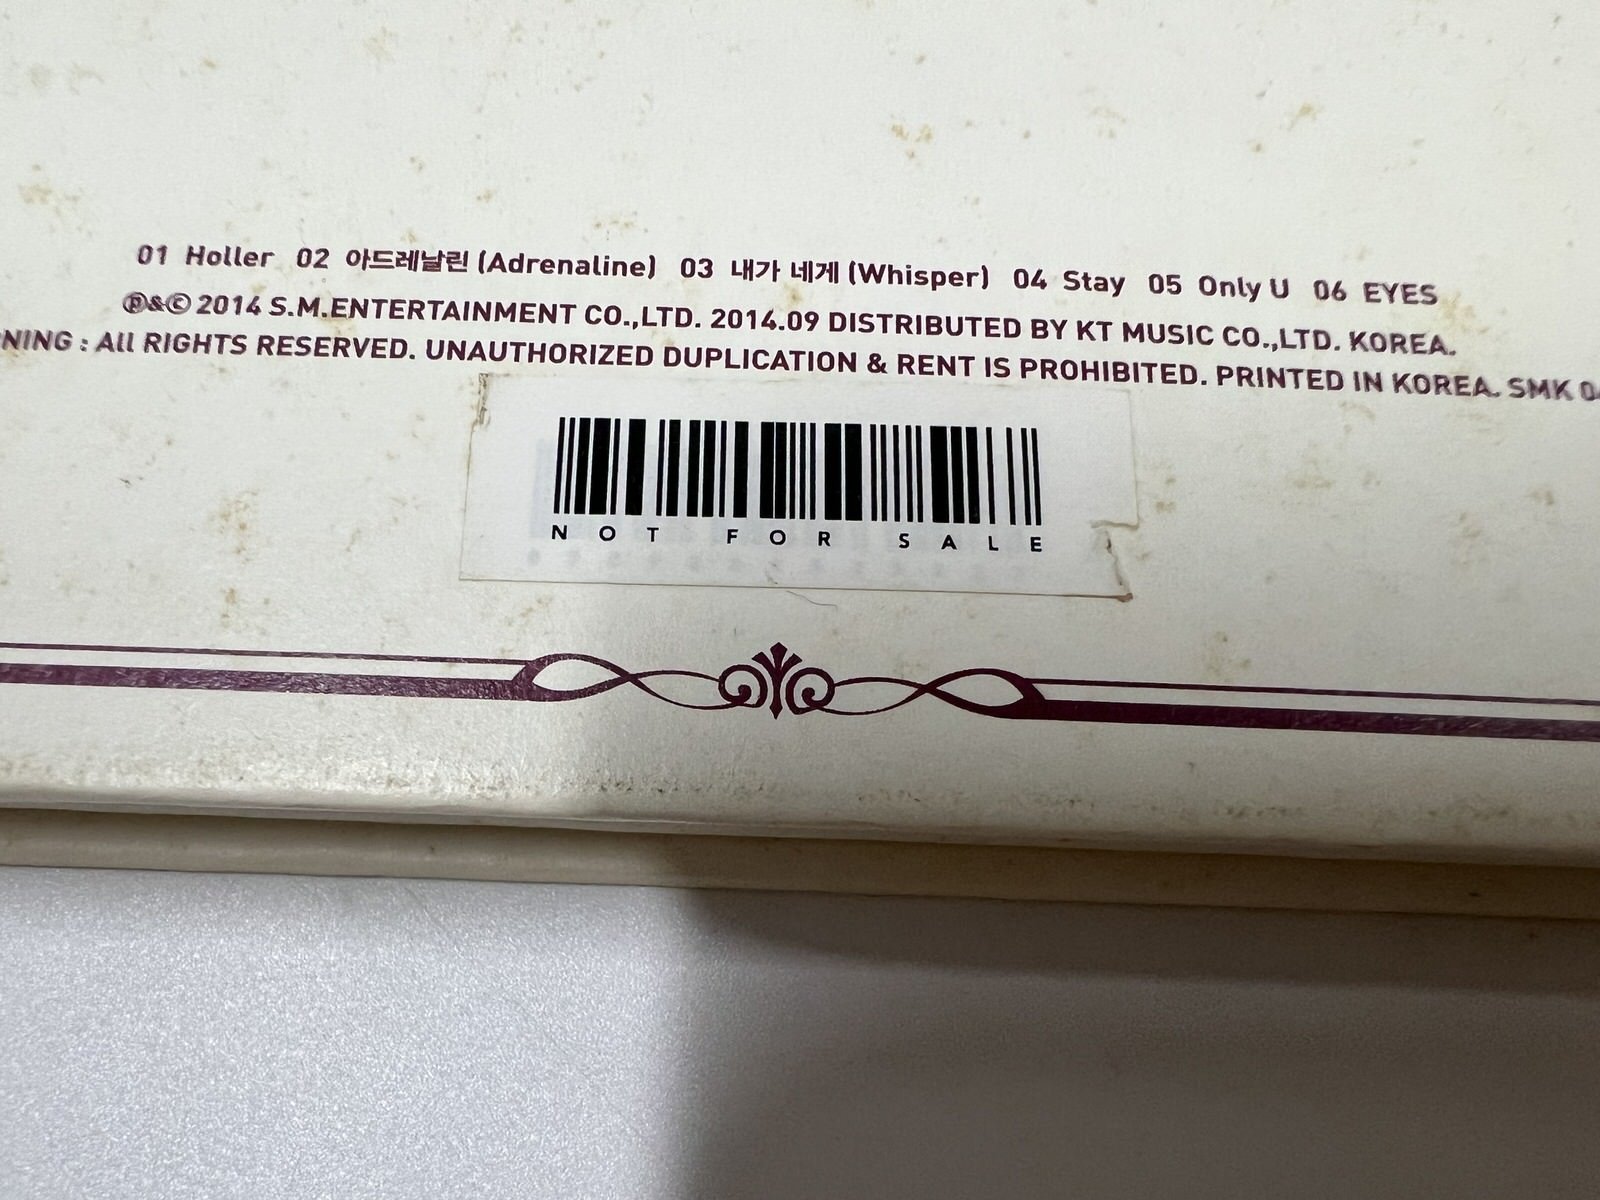 01 Holler 02 아드레날린 (Adrenaline) 03 내가 네게 (Whisper) 04 Stay 05 Only U 06 EYES
℗&© 2014 S.M.ENTERTAINMENT CO.,LTD. 2014.09 DISTRIBUTED BY KT MUSIC CO.,LTD. KOREA.
NING : All RIGHTS RESERVED. UNAUTHORIZED DUPLICATION & RENT IS PROHIBITED. PRINTED IN KOREA. SMK
NOT FOR SALE